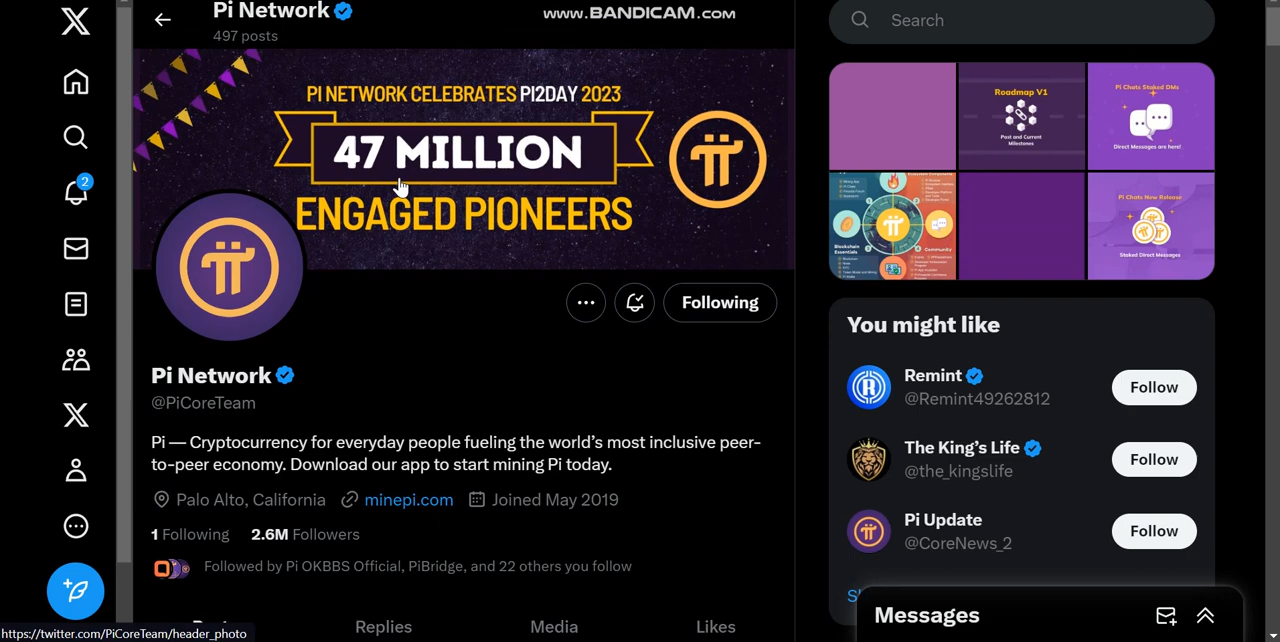 Pi Network
497 posts
www.BANDICAM.com
Search
PI NETWORK CELEBRATES PI2DAY 2023
47 MILLION
ENGAGED PIONEERS
Roadmap V1
Past and Current
Milestones
Pi Chats Staked DMs
Direct Messages are here!
Blockchain
Essentials
Community
Pi Chats New Release
Staked Direct Messages
2
Following
Pi Network
@PiCoreTeam
Pi — Cryptocurrency for everyday people fueling the world’s most inclusive peer-
to-peer economy. Download our app to start mining Pi today.
Palo Alto, California minepi.com Joined May 2019
1 Following 2.6M Followers
Followed by Pi OKBBS Official, PiBridge, and 22 others you follow
Replies Media Likes
You might like
Remint
@Remint49262812
Follow
The King's Life
@the_kingslife
Follow
Pi Update
@CoreNews_2
Follow
Messages
https://twitter.com/PiCoreTeam/header_photo